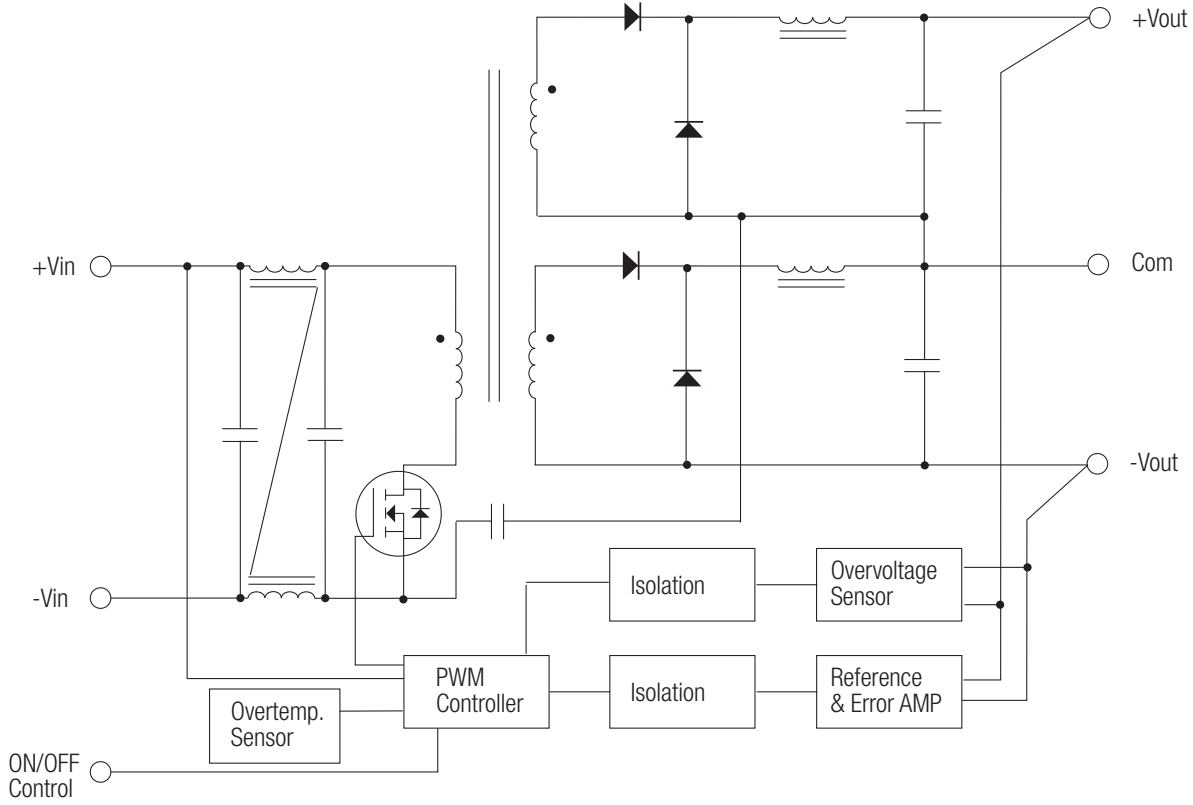 +Vout
+Vin
Com
-Vout
-Vin
Isolation
Overvoltage
Sensor
PWM
Controller
Isolation
Reference
& Error AMP
Overtemp.
Sensor
ON/OFF
Control